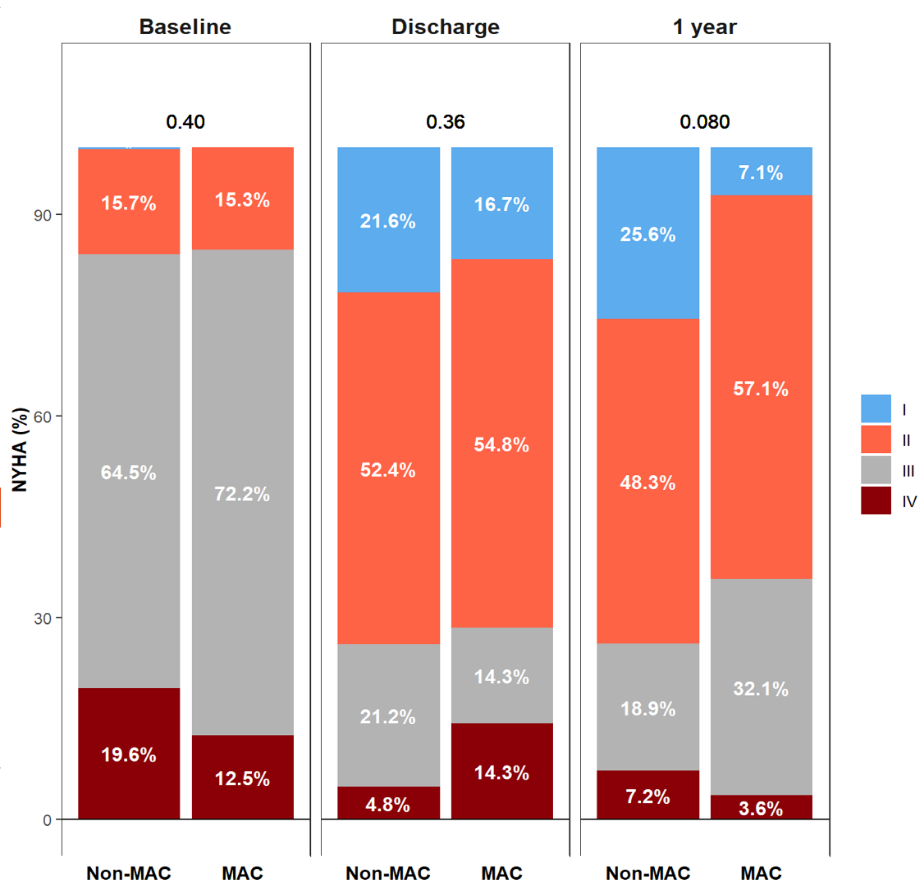 Baseline
Discharge
1 year
0.40
0.36
0.080
NYHA (%)
90
60
30
0
15.7%
64.5%
19.6%
15.3%
72.2%
12.5%
21.6%
52.4%
21.2%
4.8%
16.7%
54.8%
14.3%
14.3%
25.6%
48.3%
18.9%
7.2%
7.1%
57.1%
32.1%
3.6%
Non-MAC
MAC
Non-MAC
MAC
Non-MAC
MAC
I
II
III
IV